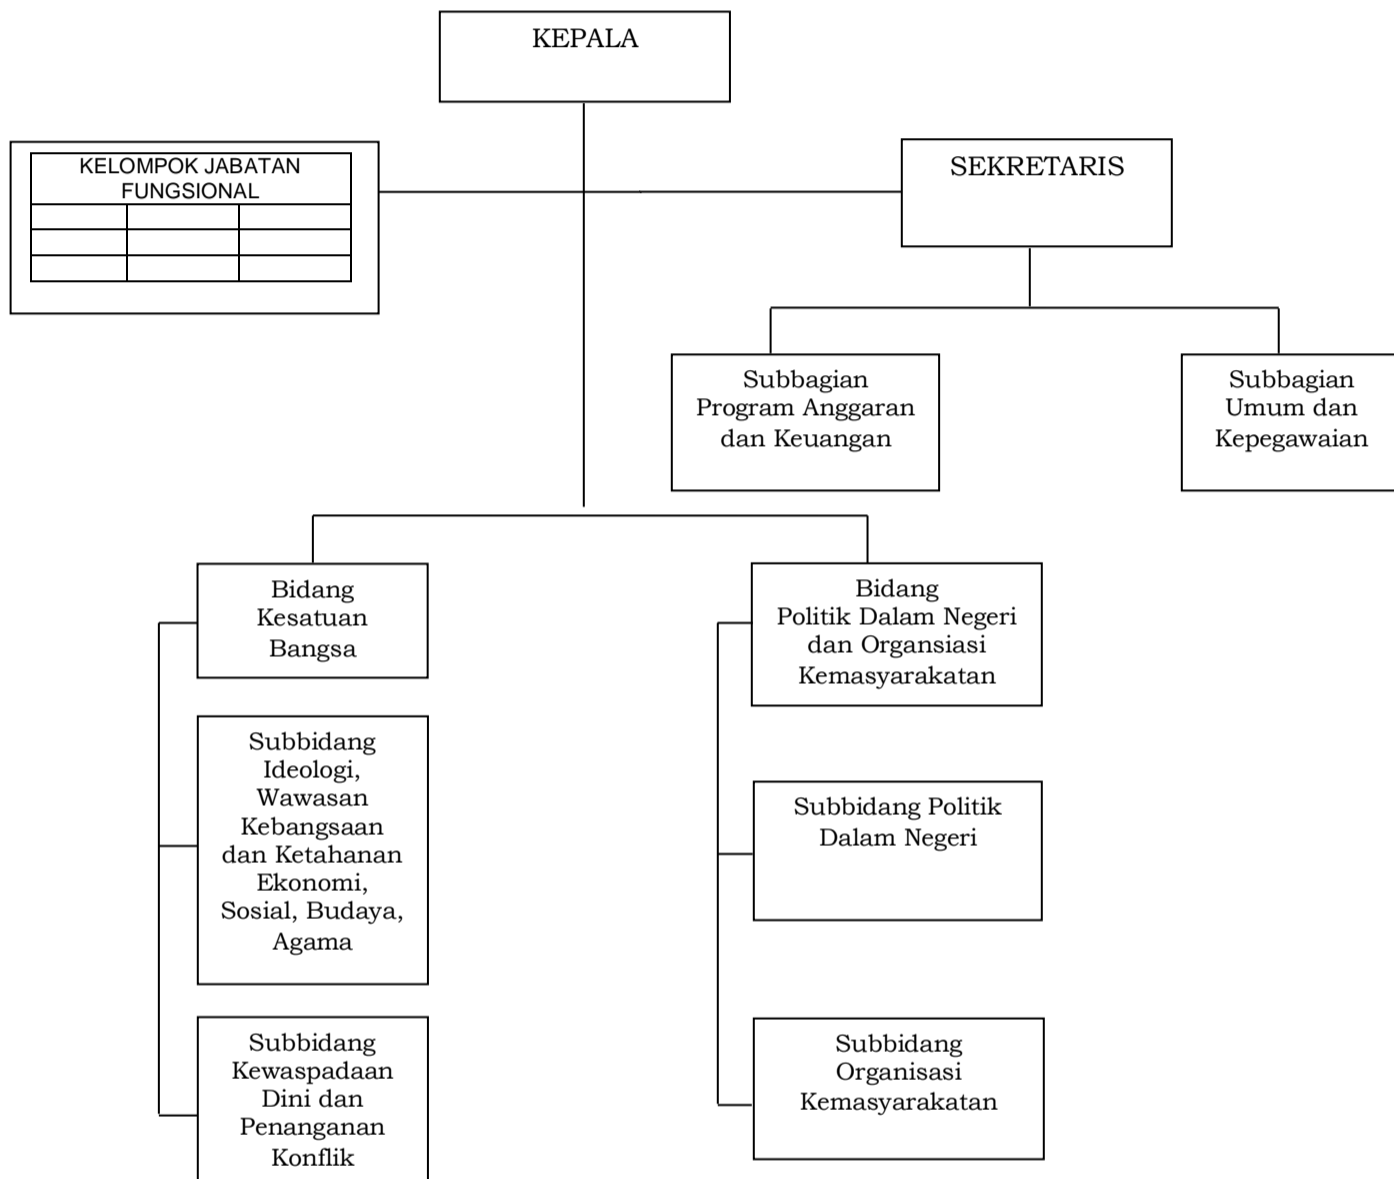 KEPALA
KELOMPOK JABATAN
FUNGSIONAL
SEKRETARIS
Subbagian
Program Anggaran
dan Keuangan
Subbagian
Umum dan
Kepegawaian
Bidang
Kesatuan
Bangsa
Bidang
Politik Dalam Negeri
dan Organsiasi
Kemasyarakatan
Subbidang
Ideologi,
Wawasan
Kebangsaan
dan Ketahanan
Ekonomi,
Sosial, Budaya,
Agama
Subbidang Politik
Dalam Negeri
Subbidang
Kewaspadaan
Dini dan
Penanganan
Konflik
Subbidang
Organisasi
Kemasyarakatan